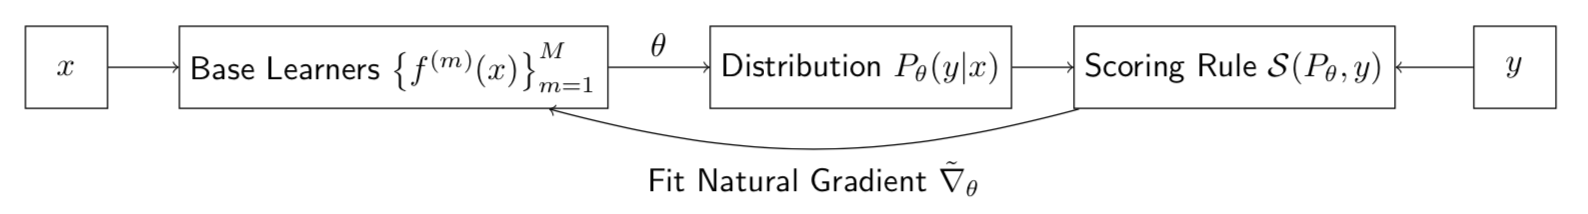 x
Base Learners {f^{(m)}(x)}_{m=1}^{M}
θ
Distribution P_θ(y|x)
Scoring Rule 𝒮(P_θ, y)
y
Fit Natural Gradient ∇̃_θ